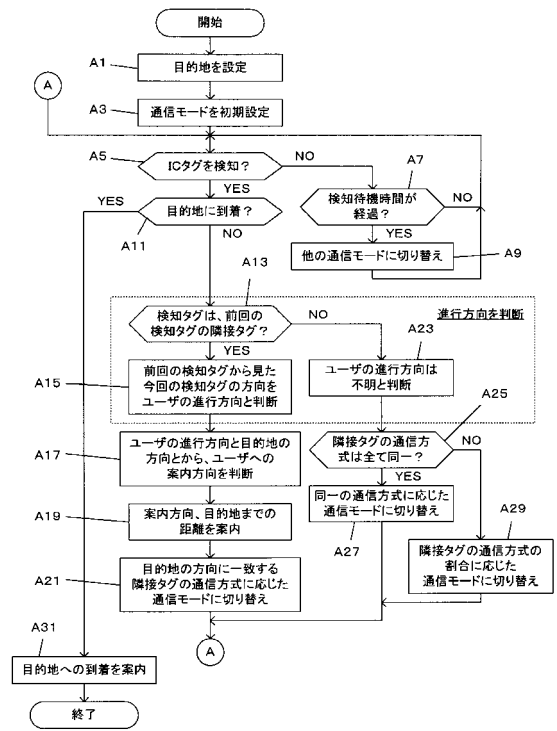 開始
A1
目的地を設定
A
A3
通信モードを初期設定
A5
ICタグを検知？
NO
A7
YES
検知待機時間が
経過？
NO
YES
目的地に到着？
YES
A11
NO
他の通信モードに切り替え
A9
A13
進行方向を判断
検知タグは、前回の
検知タグの隣接タグ？
NO
A23
YES
A15
前回の検知タグから見た
今回の検知タグの方向を
ユーザの進行方向と判断
ユーザの進行方向は
不明と判断
A25
A17
ユーザの進行方向と目的地の
方向とから、ユーザへの
案内方向を判断
隣接タグの通信方
式は全て同一？
NO
YES
A19
案内方向、目的地までの
距離を案内
同一の通信方式に応じた
通信モードに切り替え
A27
A29
A21
目的地の方向に一致する
隣接タグの通信方式に応じた
通信モードに切り替え
隣接タグの通信方式の
割合に応じた
通信モードに切り替え
A
A31
目的地への到着を案内
終了